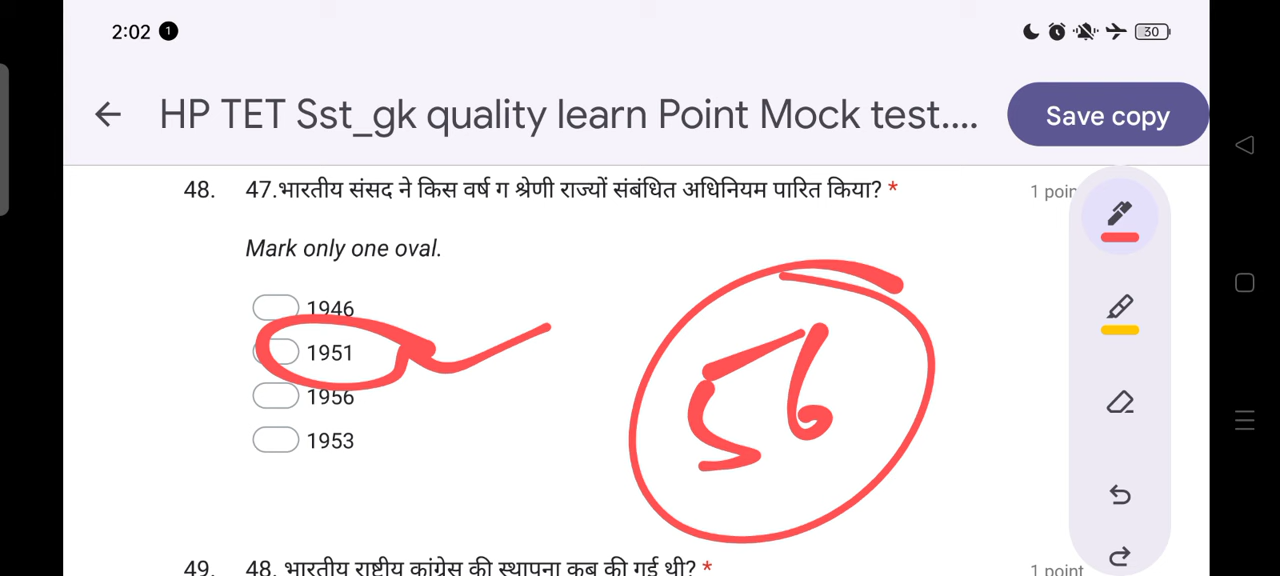 2:02 1 30
HP TET Sst_gk quality learn Point Mock test.... Save copy
48. 47.भारतीय संसद ने किस वर्ष ग श्रेणी राज्यों संबंधित अधिनियम पारित किया? * 1 poin
Mark only one oval.
1946
1951
1956
1953
56
49. 48. भारतीय राष्ट्रीय कांग्रेस की स्थापना कब की गई थी? * 1 point